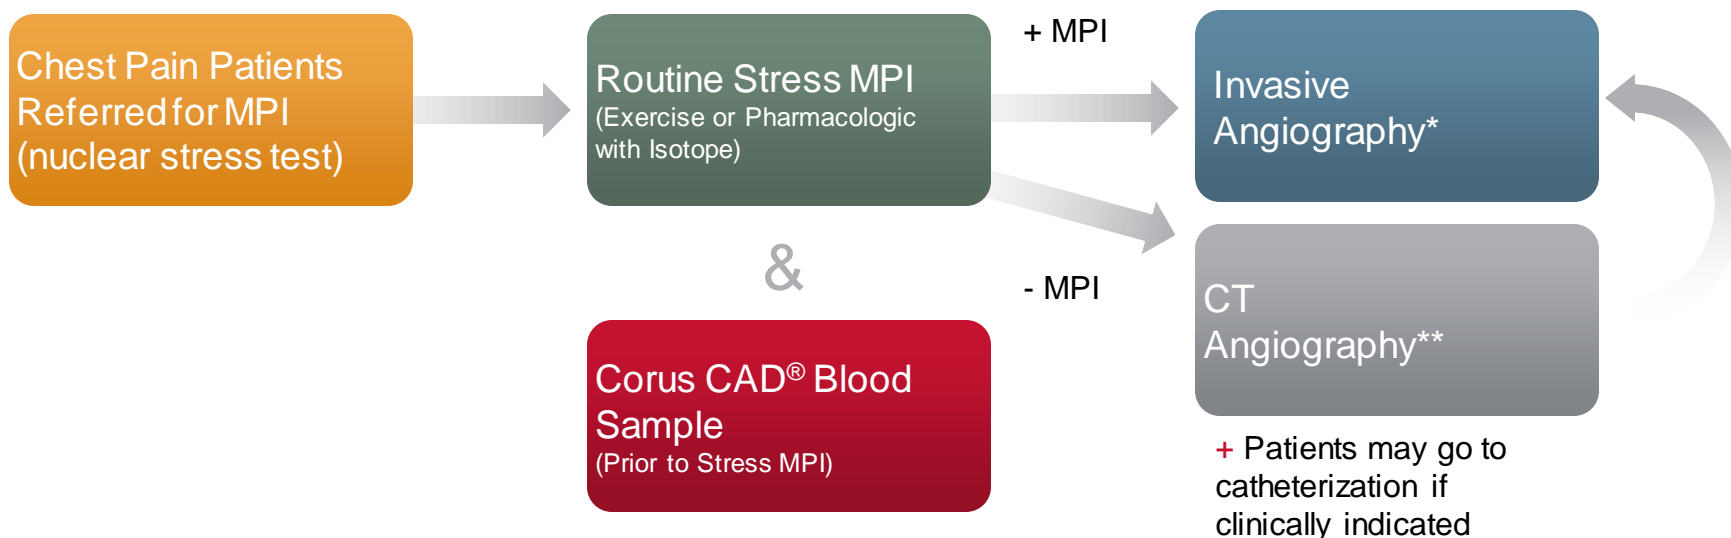 Chest Pain Patients
Referred for MPI
(nuclear stress test)
Routine Stress MPI
(Exercise or Pharmacologic
with Isotope)
&
Corus CAD® Blood
Sample
(Prior to Stress MPI)
+ MPI
- MPI
Invasive
Angiography*
CT
Angiography**
+ Patients may go to
catheterization if
clinically indicated